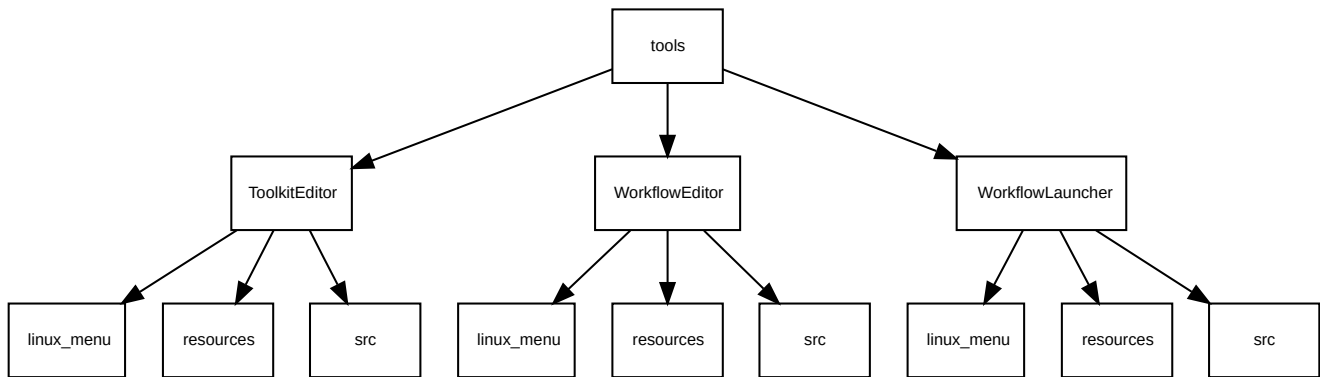 tools
ToolkitEditor
WorkflowEditor
WorkflowLauncher
linux_menu
resources
src
linux_menu
resources
src
linux_menu
resources
src